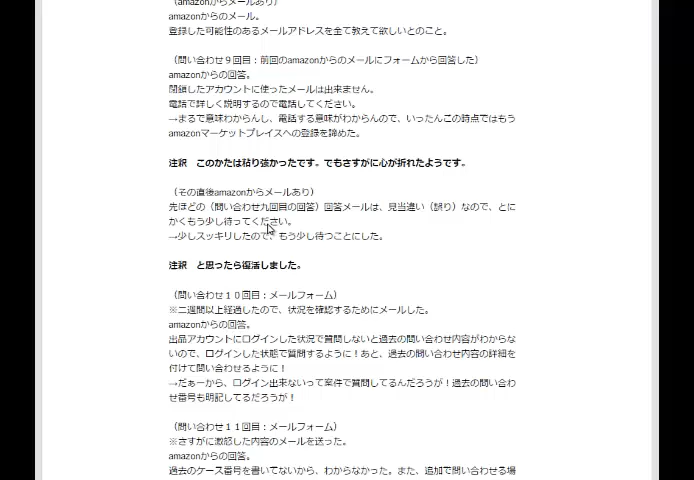 （amazonからメールあり）
amazonからのメール。
登録した可能性のあるメールアドレスを全て教えて欲しいとのこと。
（問い合わせ９回目：前回のamazonからのメールにフォームから回答した）
amazonからの回答。
閉鎖したアカウントに使ったメールは出来ません。
電話で詳しく説明するので電話してください。
→まるで意味わからんし、電話する意味がわからんので、いったんこの時点ではもう
amazonマーケットプレイスへの登録を諦めた。
注釈　このかたは粘り強かったです。でもさすがに心が折れたようです。
（その直後amazonからメールあり）
先ほどの（問い合わせ九回目の回答）回答メールは、見当違い（誤り）なので、とに
かくもう少し待ってください。
→少しスッキリしたので、もう少し待つことにした。
注釈　と思ったら復活しました。
（問い合わせ１０回目：メールフォーム）
※二週間以上経過したので、状況を確認するためにメールした。
amazonからの回答。
出品アカウントにログインした状況で質問しないと過去の問い合わせ内容がわからな
いので、ログインした状態で質問するように！あと、過去の問い合わせ内容の詳細を
付けて問い合わせるように！
→だぁーから、ログイン出来ないって案件で質問してるんだろうが！過去の問い合わ
せ番号も明記してるだろうが！
（問い合わせ１１回目：メールフォーム）
※さすがに激怒した内容のメールを送った。
amazonからの回答。
過去のケース番号を書いてないから、わからなかった。また、追加で問い合わせる場